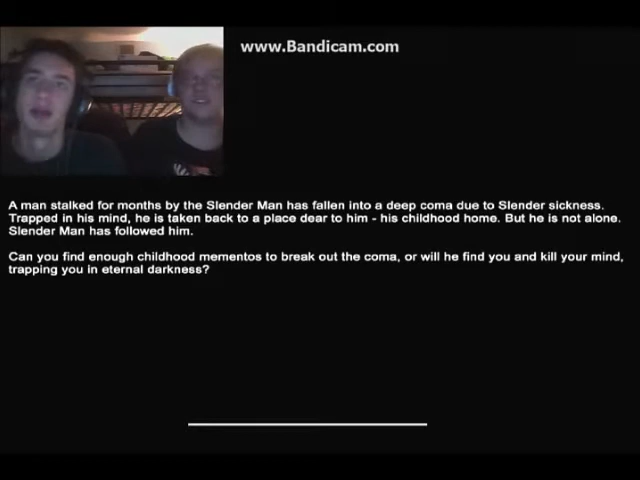 www.Bandicam.com
A man stalked for months by the Slender Man has fallen into a deep coma due to Slender sickness.
Trapped in his mind, he is taken back to a place dear to him - his childhood home. But he is not alone.
Slender Man has followed him.
Can you find enough childhood mementos to break out the coma, or will he find you and kill your mind,
trapping you in eternal darkness?